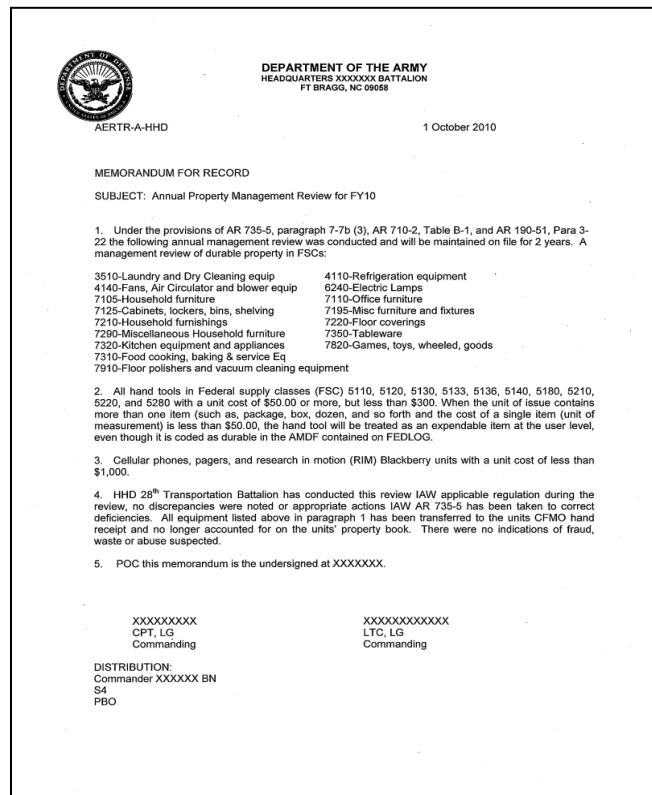 DEPARTMENT OF DEFENSE
UNITED STATES OF AMERICA
DEPARTMENT OF THE ARMY
HEADQUARTERS XXXXXXX BATTALION
FT BRAGG, NC 09058
AERTR-A-HHD 1 October 2010
MEMORANDUM FOR RECORD
SUBJECT: Annual Property Management Review for FY10
1. Under the provisions of AR 735-5, paragraph 7-7b (3), AR 710-2, Table B-1, and AR 190-51, Para 3-
22 the following annual management review was conducted and will be maintained on file for 2 years. A
management review of durable property in FSCs:
3510-Laundry and Dry Cleaning equip 4110-Refrigeration equipment
4140-Fans, Air Circulator and blower equip 6240-Electric Lamps
7105-Household furniture 7110-Office furniture
7125-Cabinets, lockers, bins, shelving 7195-Misc furniture and fixtures
7210-Household furnishings 7220-Floor coverings
7290-Miscellaneous Household furniture 7350-Tableware
7320-Kitchen equipment and appliances 7820-Games, toys, wheeled, goods
7310-Food cooking, baking & service Eq
7910-Floor polishers and vacuum cleaning equipment
2. All hand tools in Federal supply classes (FSC) 5110, 5120, 5130, 5133, 5136, 5140, 5180, 5210,
5220, and 5280 with a unit cost of $50.00 or more, but less than $300. When the unit of issue contains
more than one item (such as, package, box, dozen, and so forth and the cost of a single item (unit of
measurement) is less than $50.00, the hand tool will be treated as an expendable item at the user level,
even though it is coded as durable in the AMDF contained on FEDLOG.
3. Cellular phones, pagers, and research in motion (RIM) Blackberry units with a unit cost of less than
$1,000.
4. HHD 28th Transportation Battalion has conducted this review IAW applicable regulation during the
review, no discrepancies were noted or appropriate actions IAW AR 735-5 has been taken to correct
deficiencies. All equipment listed above in paragraph 1 has been transferred to the units CFMO hand
receipt and no longer accounted for on the units' property book. There were no indications of fraud,
waste or abuse suspected.
5. POC this memorandum is the undersigned at XXXXXXX.
XXXXXXXXX XXXXXXXXXXXX
CPT, LG LTC, LG
Commanding Commanding
DISTRIBUTION:
Commander XXXXXX BN
S4
PBO